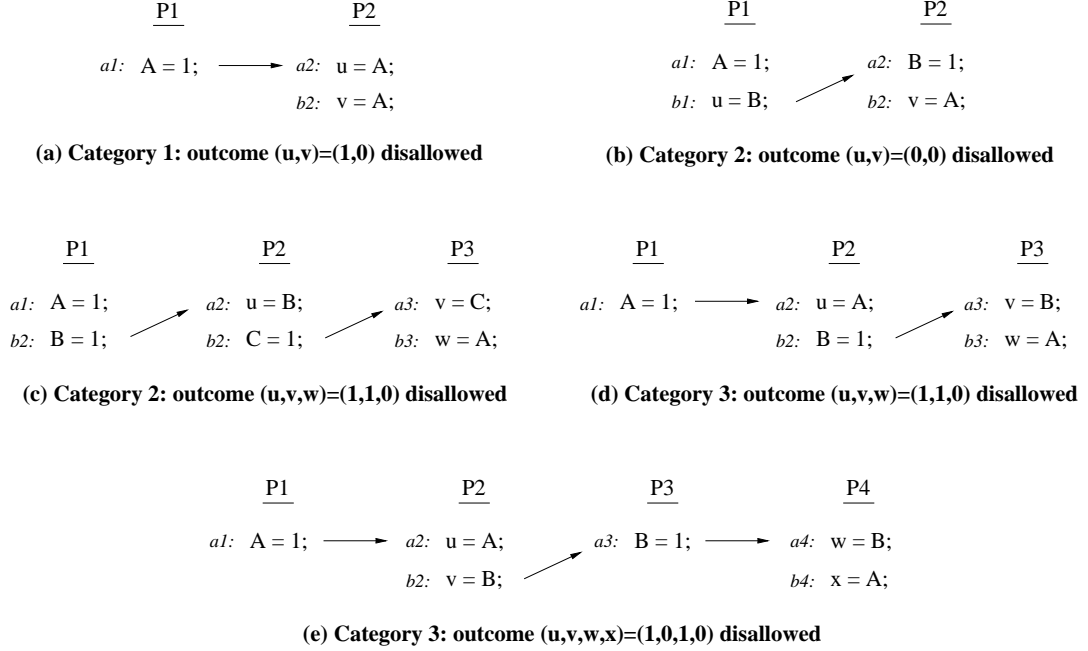 P1 P2
a1: A = 1; a2: u = A;
b2: v = A;
(a) Category 1: outcome (u,v)=(1,0) disallowed
P1 P2
a1: A = 1; a2: B = 1;
b1: u = B; b2: v = A;
(b) Category 2: outcome (u,v)=(0,0) disallowed
P1 P2 P3
a1: A = 1; a2: u = B; a3: v = C;
b2: B = 1; b2: C = 1; b3: w = A;
(c) Category 2: outcome (u,v,w)=(1,1,0) disallowed
P1 P2 P3
a1: A = 1; a2: u = A; a3: v = B;
b2: B = 1; b3: w = A;
(d) Category 3: outcome (u,v,w)=(1,1,0) disallowed
P1 P2 P3 P4
a1: A = 1; a2: u = A; a3: B = 1; a4: w = B;
b2: v = B; b4: x = A;
(e) Category 3: outcome (u,v,w,x)=(1,0,1,0) disallowed